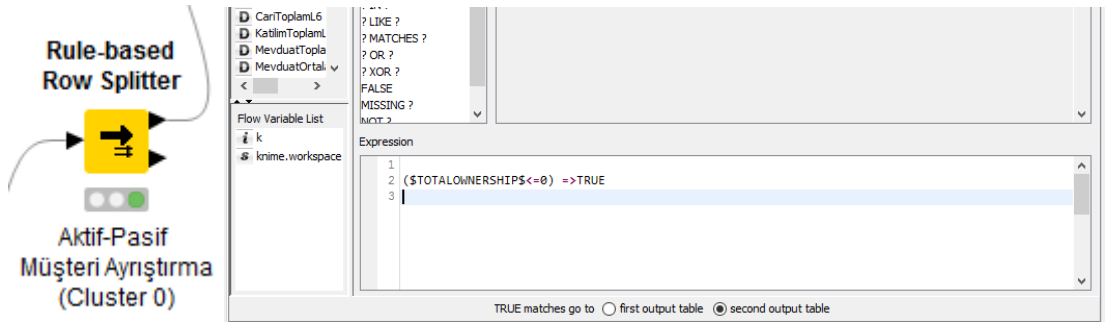 Rule-based
Row Splitter
Aktif-Pasif
Müşteri Ayrıştırma
(Cluster 0)
D CariToplamL6
D KatilimToplamL
D MevduatTopla
D MevduatOrtala
Flow Variable List
i k
s knime.workspace
? LIKE ?
? MATCHES ?
? OR ?
? XOR ?
FALSE
MISSING ?
NOT ?
Expression
1
2 ($TOTALOWNERSHIP$<=0) =>TRUE
3
TRUE matches go to first output table second output table